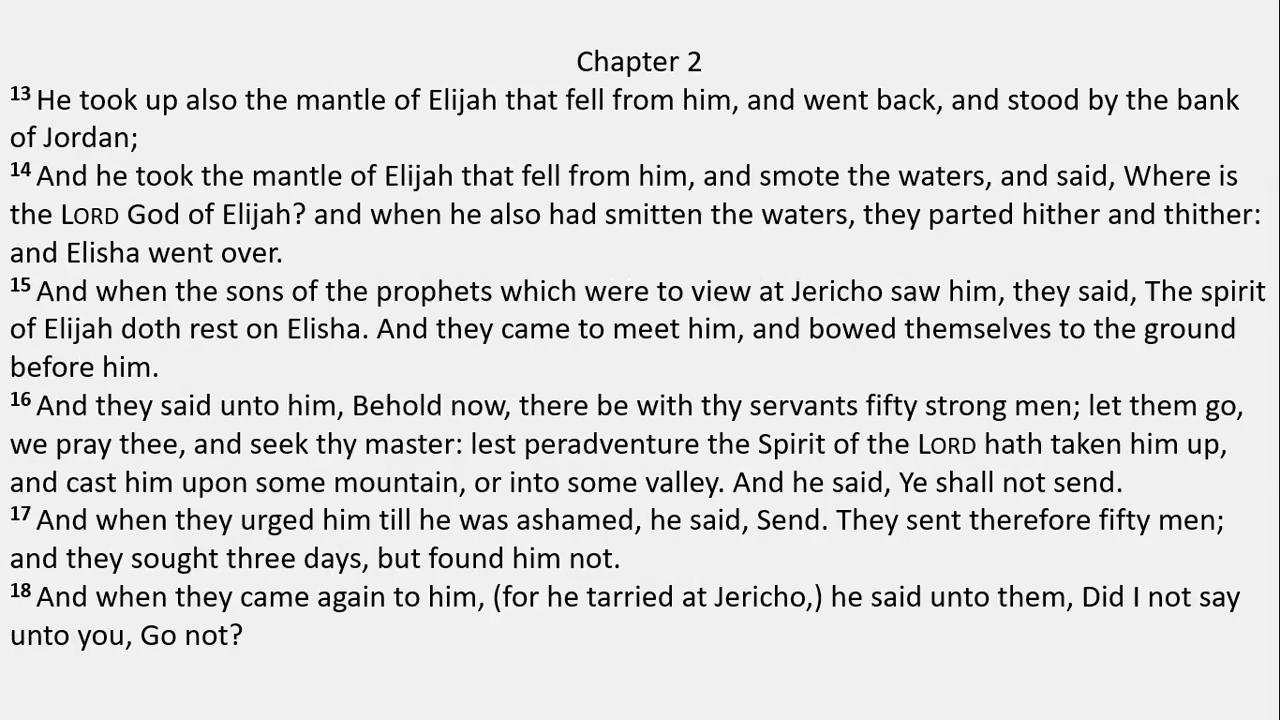 Chapter 2
13 He took up also the mantle of Elijah that fell from him, and went back, and stood by the bank
of Jordan;
14 And he took the mantle of Elijah that fell from him, and smote the waters, and said, Where is
the LORD God of Elijah? and when he also had smitten the waters, they parted hither and thither:
and Elisha went over.
15 And when the sons of the prophets which were to view at Jericho saw him, they said, The spirit
of Elijah doth rest on Elisha. And they came to meet him, and bowed themselves to the ground
before him.
16 And they said unto him, Behold now, there be with thy servants fifty strong men; let them go,
we pray thee, and seek thy master: lest peradventure the Spirit of the LORD hath taken him up,
and cast him upon some mountain, or into some valley. And he said, Ye shall not send.
17 And when they urged him till he was ashamed, he said, Send. They sent therefore fifty men;
and they sought three days, but found him not.
18 And when they came again to him, (for he tarried at Jericho,) he said unto them, Did I not say
unto you, Go not?